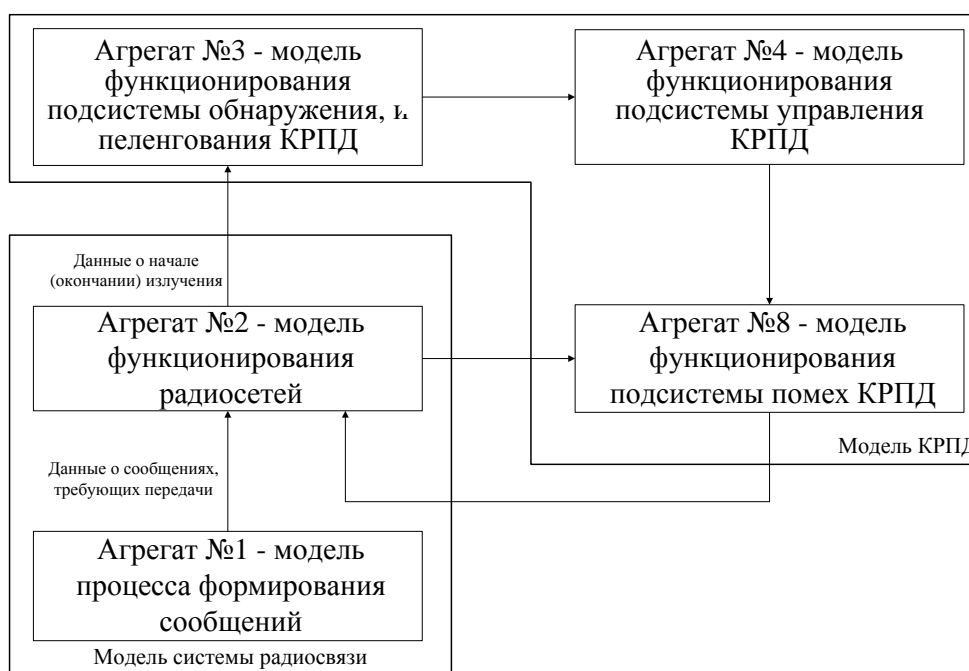 Агрегат №3 - модель
функционирования
подсистемы обнаружения, и
пеленгования КРПД
Агрегат №4 - модель
функционирования
подсистемы управления
КРПД
Данные о начале
(окончании) излучения
Агрегат №2 - модель
функционирования
радиосетей
Агрегат №8 - модель
функционирования
подсистемы помех КРПД
Модель КРПД
Данные о сообщениях,
требующих передачи
Агрегат №1 - модель
процесса формирования
сообщений
Модель системы радиосвязи